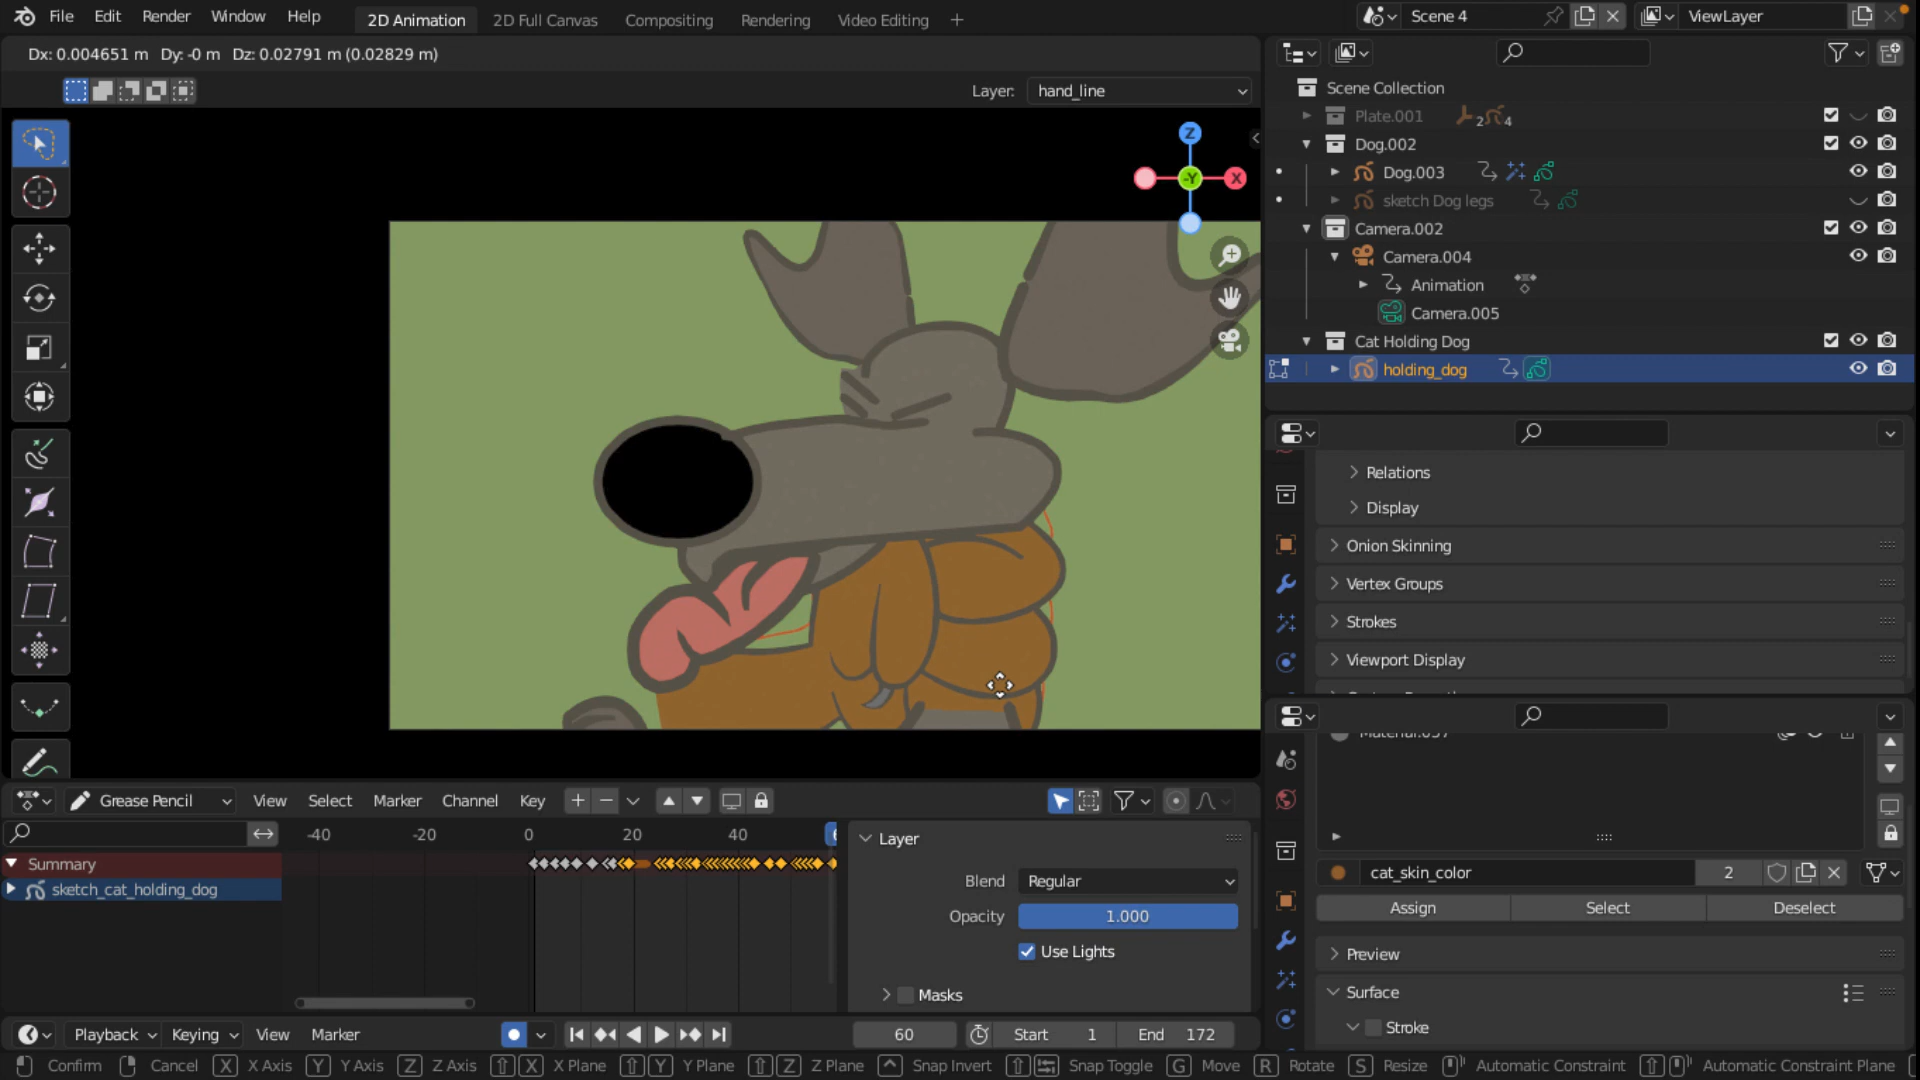 File Edit Render Window Help 2D Animation 2D Full Canvas Compositing Rendering Video Editing + Scene 4 ViewLayer
Dx: 0.004651 m Dy: -0 m Dz: 0.02791 m (0.02829 m)
Layer: hand_line
Z
-Y
X
Scene Collection
Plate.001 2 4
Dog.002
Dog.003
sketch Dog legs
Camera.002
Camera.004
Animation
Camera.005
Cat Holding Dog
holding_dog
Relations
Display
Onion Skinning
Vertex Groups
Strokes
Viewport Display
cat_skin_color 2
Assign Select Deselect
Preview
Surface
Stroke
Grease Pencil View Select Marker Channel Key
-40 -20 0 20 40
Summary
sketch_cat_holding_dog
Layer
Blend Regular
Opacity 1.000
Use Lights
Masks
Playback Keying View Marker 60 Start 1 End 172
Confirm Cancel X X Axis Y Y Axis Z Z Axis X X Plane Y Y Plane Z Z Plane Snap Invert Snap Toggle G Move R Rotate S Resize Automatic Constraint Automatic Constraint Plane